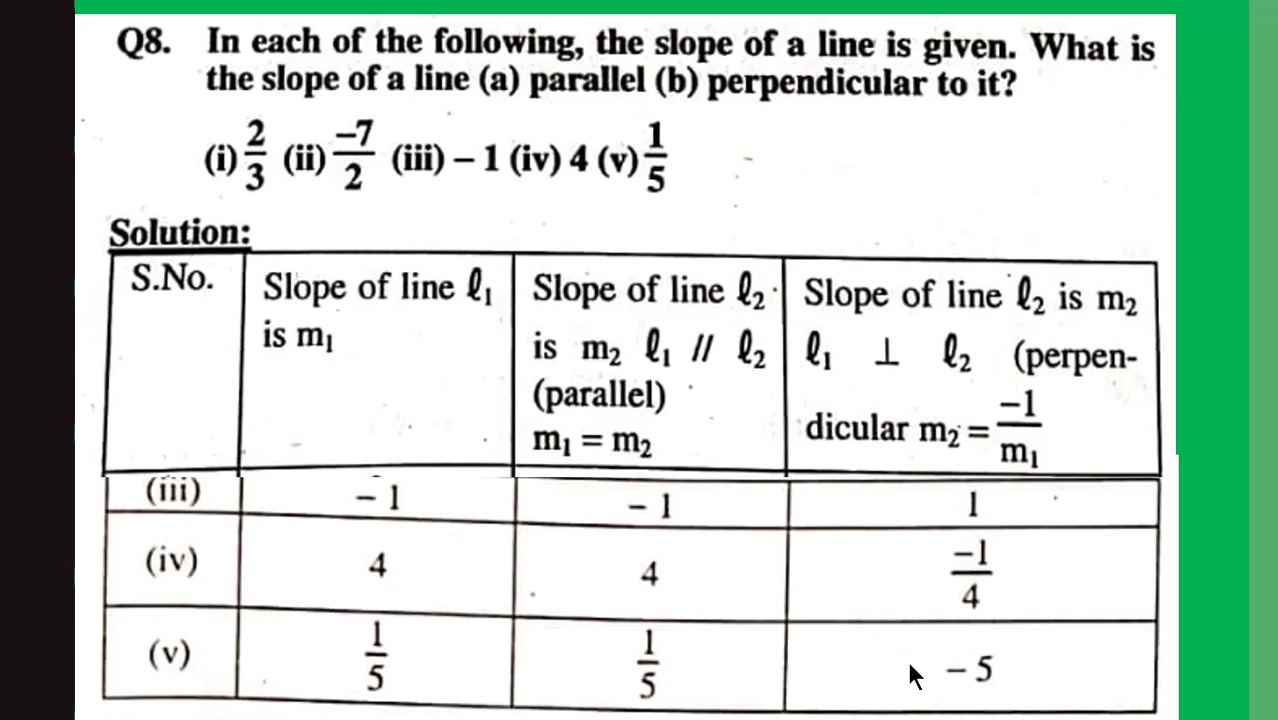 Q8. In each of the following, the slope of a line is given. What is
the slope of a line (a) parallel (b) perpendicular to it?
(i) 2/3 (ii) -7/2 (iii) – 1 (iv) 4 (v) 1/5
Solution:
S.No.
Slope of line ℓ1
is m1
Slope of line ℓ2
is m2 ℓ1 // ℓ2
(parallel)
m1 = m2
Slope of line ℓ2 is m2
ℓ1 ⊥ ℓ2 (perpen-
dicular m2 = -1/m1
(iii) – 1 – 1 1
(iv) 4 4 -1/4
(v) 1/5 1/5 – 5